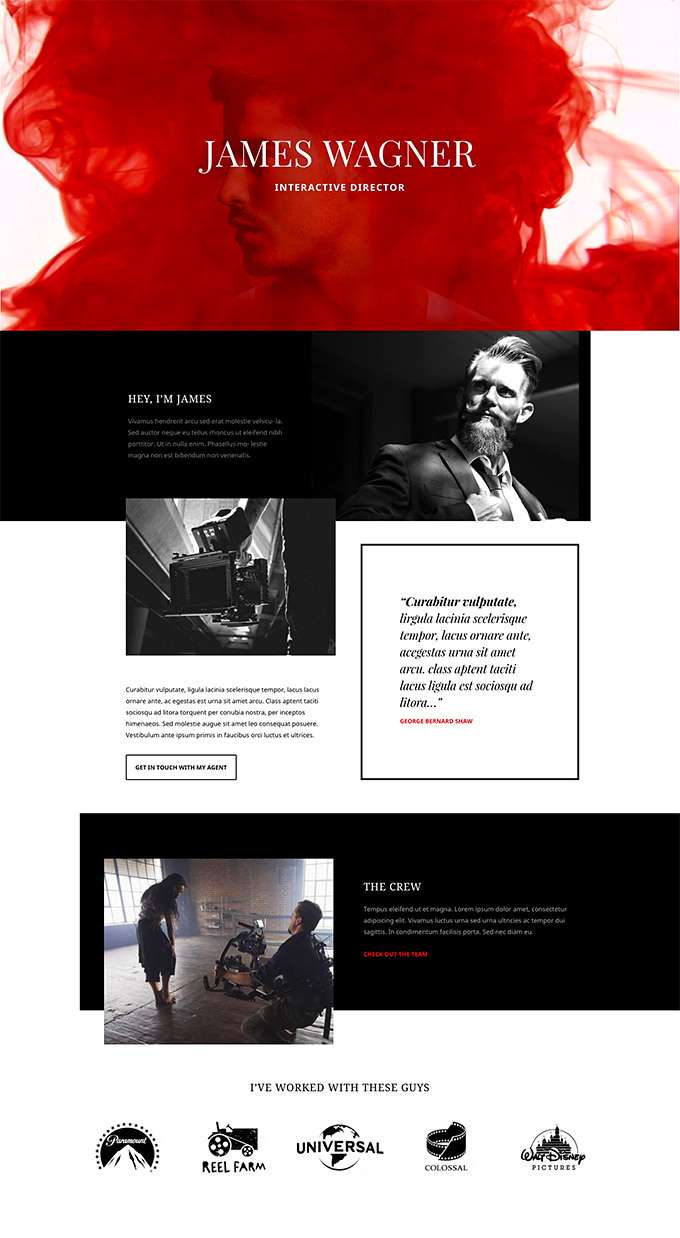 JAMES WAGNER
INTERACTIVE DIRECTOR
HEY, I'M JAMES
Vivamus hendrerit arcu sed erat molestie vehicu- la.
Sed auctor neque eu tellus rhoncus ut eleifend nibh
porttitor. Ut in nulla enim. Phasellus mo- lestie
magna non est bibendum non venenatis.
“Curabitur vulputate,
lirgula lacinia scelerisque
tempor, lacus ornare ante,
acegestas urna sit amet
arcu. class aptent taciti
lacus ligula est sociosqu ad
litora...”
GEORGE BERNARD SHAW
Curabitur vulputate, ligula lacinia scelerisque tempor, lacus lacus
ornare ante, ac egestas est urna sit amet arcu. Class aptent taciti
sociosqu ad litora torquent per conubia nostra, per inceptos
himenaeos. Sed molestie augue sit amet leo consequat posuere.
Vestibulum ante ipsum primis in faucibus orci luctus et ultrices.
GET IN TOUCH WITH MY AGENT
THE CREW
Tempus eleifend ut et magna. Lorem ipsum dolor amet, consectetur
adipiscing elit. Vivamus luctus urna sed urna ultricies ac tempor dui
sagittis. In condimentum facilisis porta. Sed nec diam eu.
CHECK OUT THE TEAM
I'VE WORKED WITH THESE GUYS
Paramount
REEL FARM
UNIVERSAL
COLOSSAL
WALT DISNEY
PICTURES